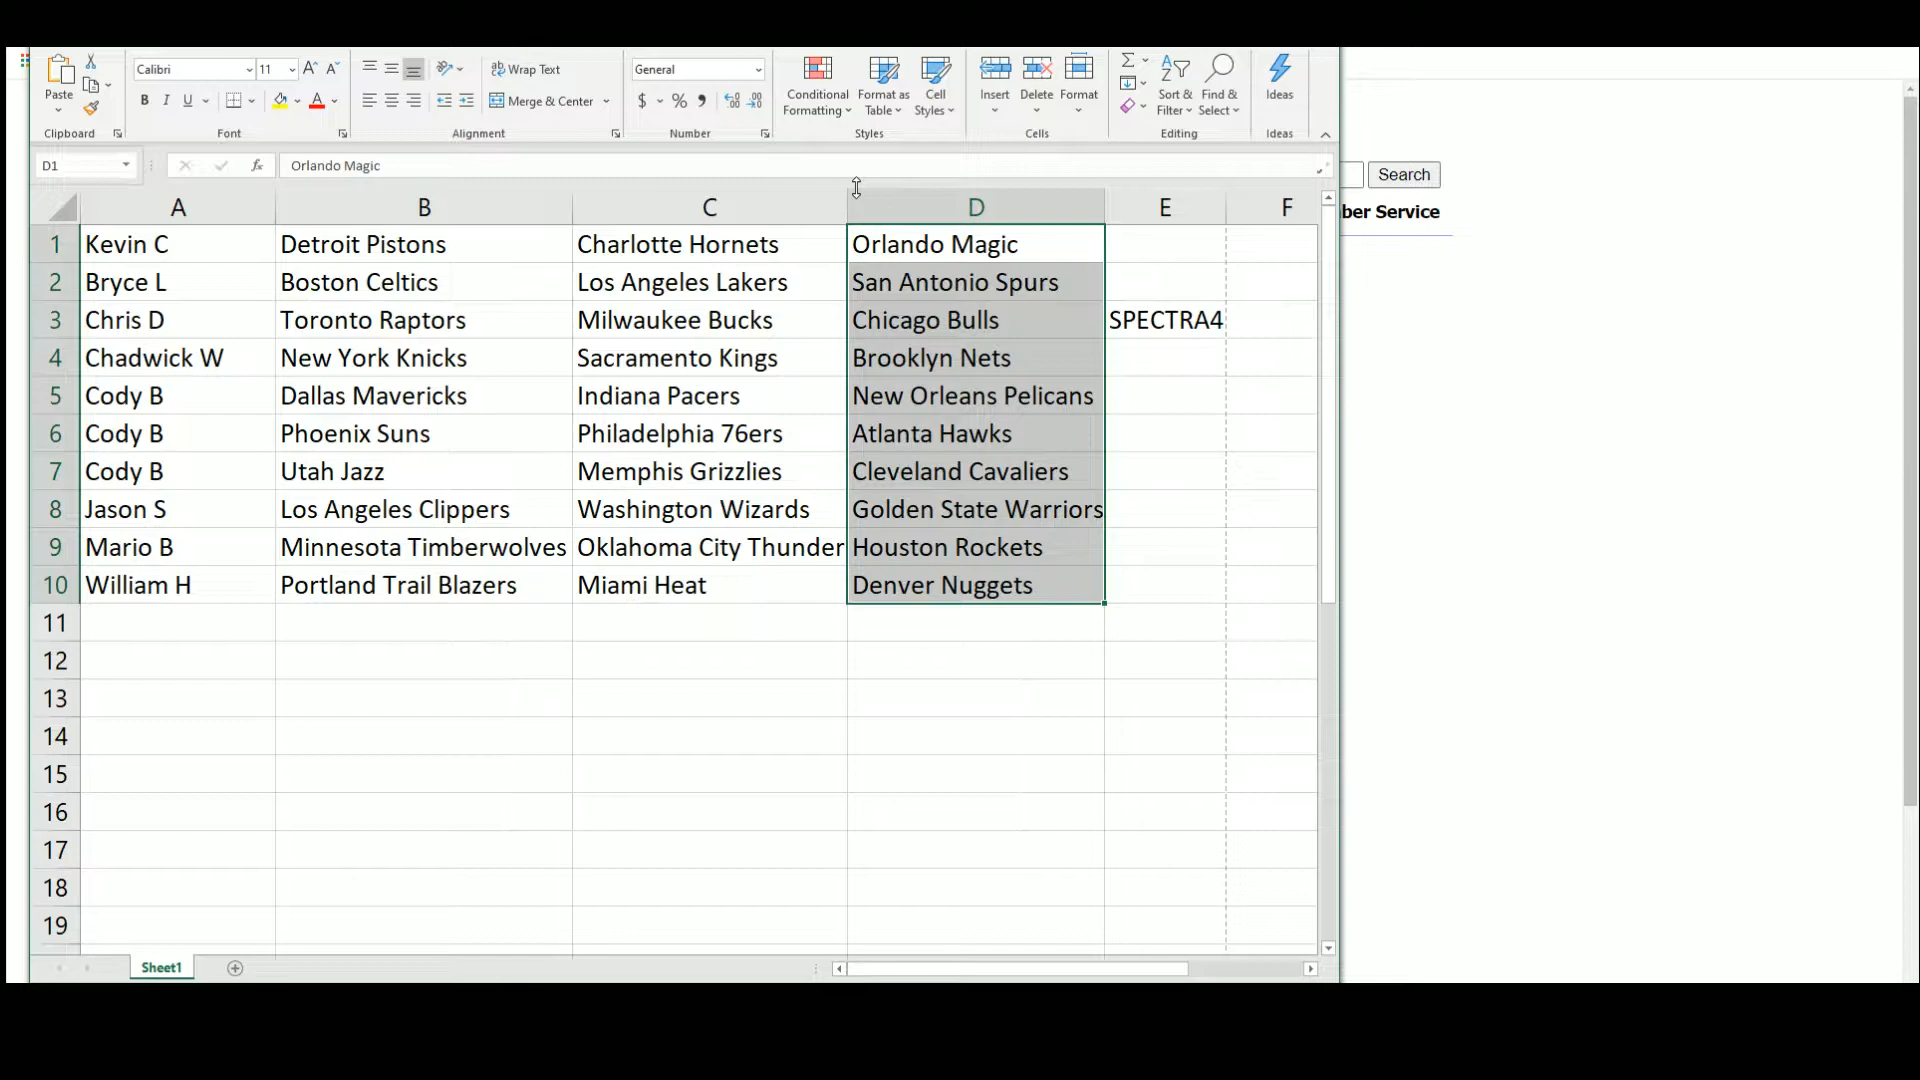 Paste
Calibri 11
B I U
Wrap Text
Merge & Center
General
$ %
Conditional Formatting
Format as Table
Cell Styles
Insert
Delete
Format
Sort & Filter
Find & Select
Ideas
Clipboard Font Alignment Number Styles Cells Editing Ideas
D1 fx Orlando Magic
Search
ber Service
A B C D E F
1 Kevin C Detroit Pistons Charlotte Hornets Orlando Magic
2 Bryce L Boston Celtics Los Angeles Lakers San Antonio Spurs
3 Chris D Toronto Raptors Milwaukee Bucks Chicago Bulls SPECTRA4
4 Chadwick W New York Knicks Sacramento Kings Brooklyn Nets
5 Cody B Dallas Mavericks Indiana Pacers New Orleans Pelicans
6 Cody B Phoenix Suns Philadelphia 76ers Atlanta Hawks
7 Cody B Utah Jazz Memphis Grizzlies Cleveland Cavaliers
8 Jason S Los Angeles Clippers Washington Wizards Golden State Warriors
9 Mario B Minnesota Timberwolves Oklahoma City Thunder Houston Rockets
10 William H Portland Trail Blazers Miami Heat Denver Nuggets
11
12
13
14
15
16
17
18
19
Sheet1